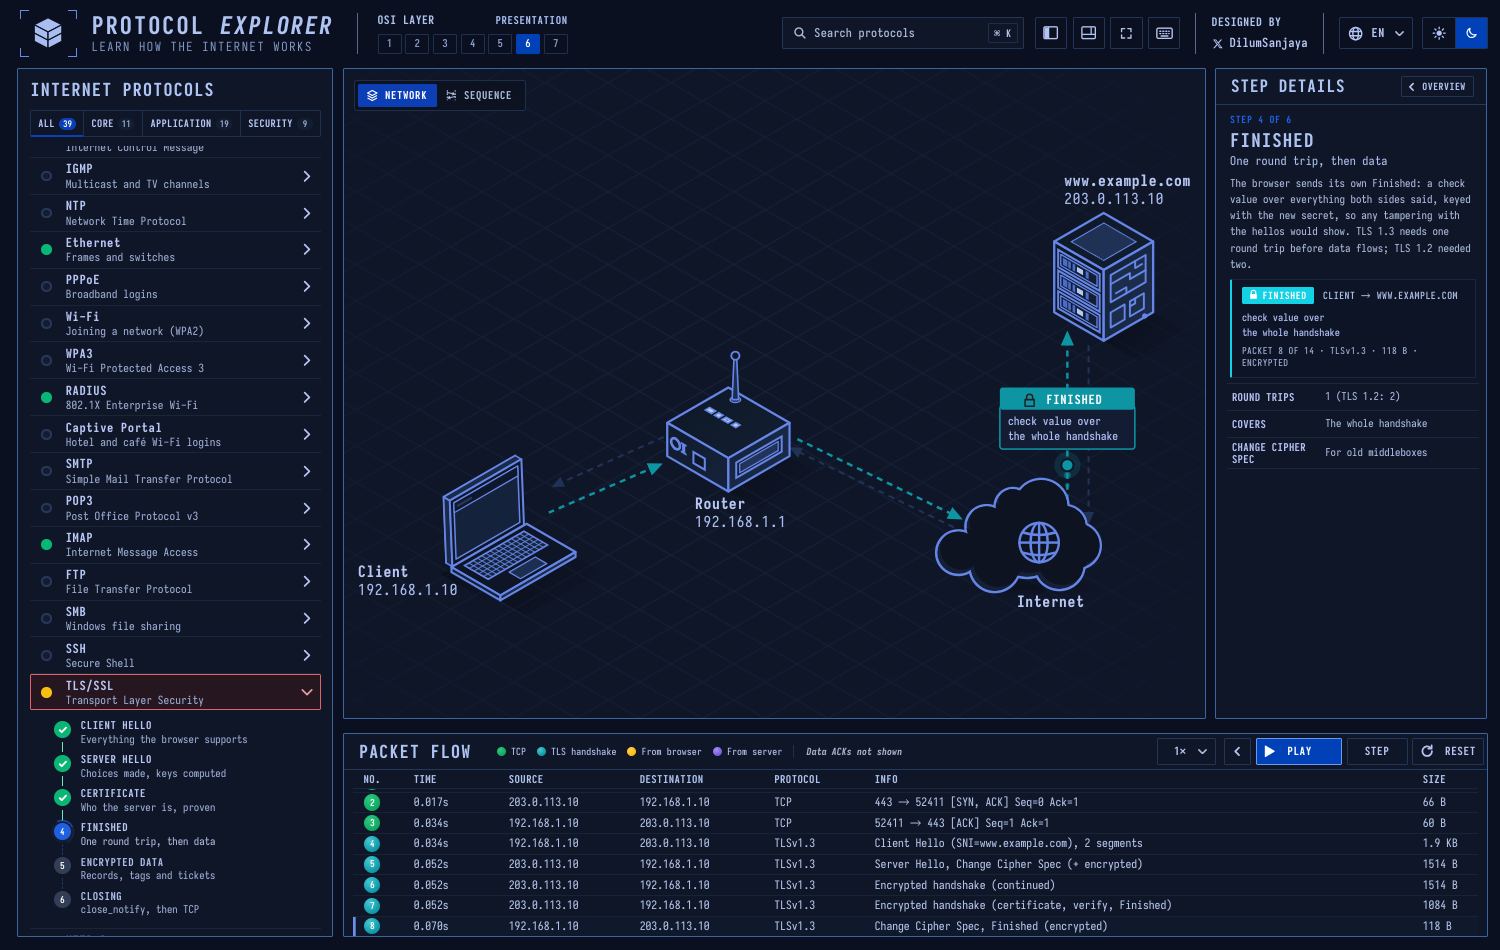 PROTOCOL EXPLORER
LEARN HOW THE INTERNET WORKS
OSI LAYER PRESENTATION
1 2 3 4 5 6 7
Search protocols ⌘ K
DESIGNED BY
DilumSanjaya
EN
INTERNET PROTOCOLS
ALL 39 CORE 11 APPLICATION 19 SECURITY 9
Internet Control Message
IGMP
Multicast and TV channels
NTP
Network Time Protocol
Ethernet
Frames and switches
PPPoE
Broadband logins
Wi-Fi
Joining a network (WPA2)
WPA3
Wi-Fi Protected Access 3
RADIUS
802.1X Enterprise Wi-Fi
Captive Portal
Hotel and café Wi-Fi logins
SMTP
Simple Mail Transfer Protocol
POP3
Post Office Protocol v3
IMAP
Internet Message Access
FTP
File Transfer Protocol
SMB
Windows file sharing
SSH
Secure Shell
TLS/SSL
Transport Layer Security
CLIENT HELLO
Everything the browser supports
SERVER HELLO
Choices made, keys computed
CERTIFICATE
Who the server is, proven
4 FINISHED
One round trip, then data
5 ENCRYPTED DATA
Records, tags and tickets
6 CLOSING
close_notify, then TCP
NETWORK SEQUENCE
www.example.com
203.0.113.10
FINISHED
check value over
the whole handshake
Router
192.168.1.1
Client
192.168.1.10
Internet
STEP DETAILS
OVERVIEW
STEP 4 OF 6
FINISHED
One round trip, then data
The browser sends its own Finished: a check
value over everything both sides said, keyed
with the new secret, so any tampering with
the hellos would show. TLS 1.3 needs one
round trip before data flows; TLS 1.2 needed
two.
FINISHED CLIENT → WWW.EXAMPLE.COM
check value over
the whole handshake
PACKET 8 OF 14 · TLSv1.3 · 118 B ·
ENCRYPTED
ROUND TRIPS 1 (TLS 1.2: 2)
COVERS The whole handshake
CHANGE CIPHER
SPEC For old middleboxes
PACKET FLOW
TCP TLS handshake From browser From server Data ACKs not shown
1× PLAY STEP RESET
NO. TIME SOURCE DESTINATION PROTOCOL INFO SIZE
2 0.017s 203.0.113.10 192.168.1.10 TCP 443 → 52411 [SYN, ACK] Seq=0 Ack=1 66 B
3 0.034s 192.168.1.10 203.0.113.10 TCP 52411 → 443 [ACK] Seq=1 Ack=1 60 B
4 0.034s 192.168.1.10 203.0.113.10 TLSv1.3 Client Hello (SNI=www.example.com), 2 segments 1.9 KB
5 0.052s 203.0.113.10 192.168.1.10 TLSv1.3 Server Hello, Change Cipher Spec (+ encrypted) 1514 B
6 0.052s 203.0.113.10 192.168.1.10 TLSv1.3 Encrypted handshake (continued) 1514 B
7 0.052s 203.0.113.10 192.168.1.10 TLSv1.3 Encrypted handshake (certificate, verify, Finished) 1084 B
8 0.070s 192.168.1.10 203.0.113.10 TLSv1.3 Change Cipher Spec, Finished (encrypted) 118 B